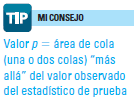 TIP MI CONSEJO
Valor p = área de cola
(una o dos colas) “más
allá” del valor observado
del estadístico de prueba